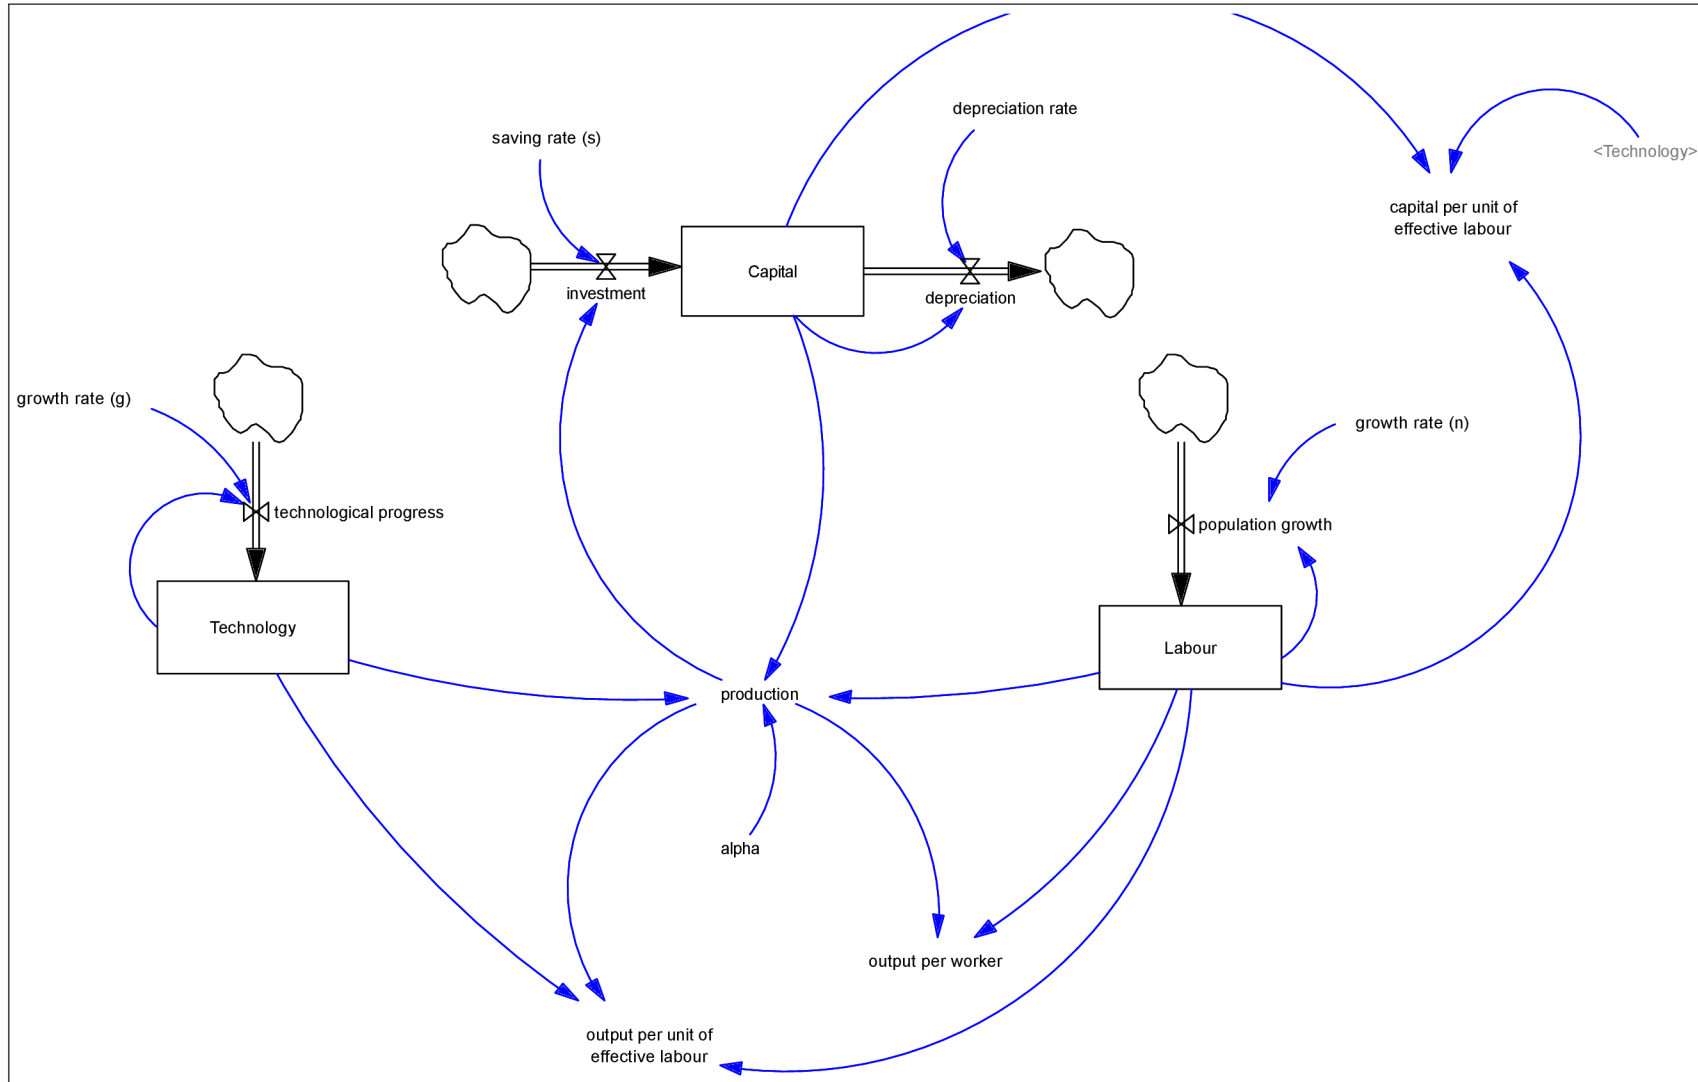 depreciation rate
saving rate (s)
<Technology>
capital per unit of
effective labour
Capital
investment
depreciation
growth rate (g)
growth rate (n)
technological progress
population growth
Technology
Labour
production
alpha
output per worker
output per unit of
effective labour